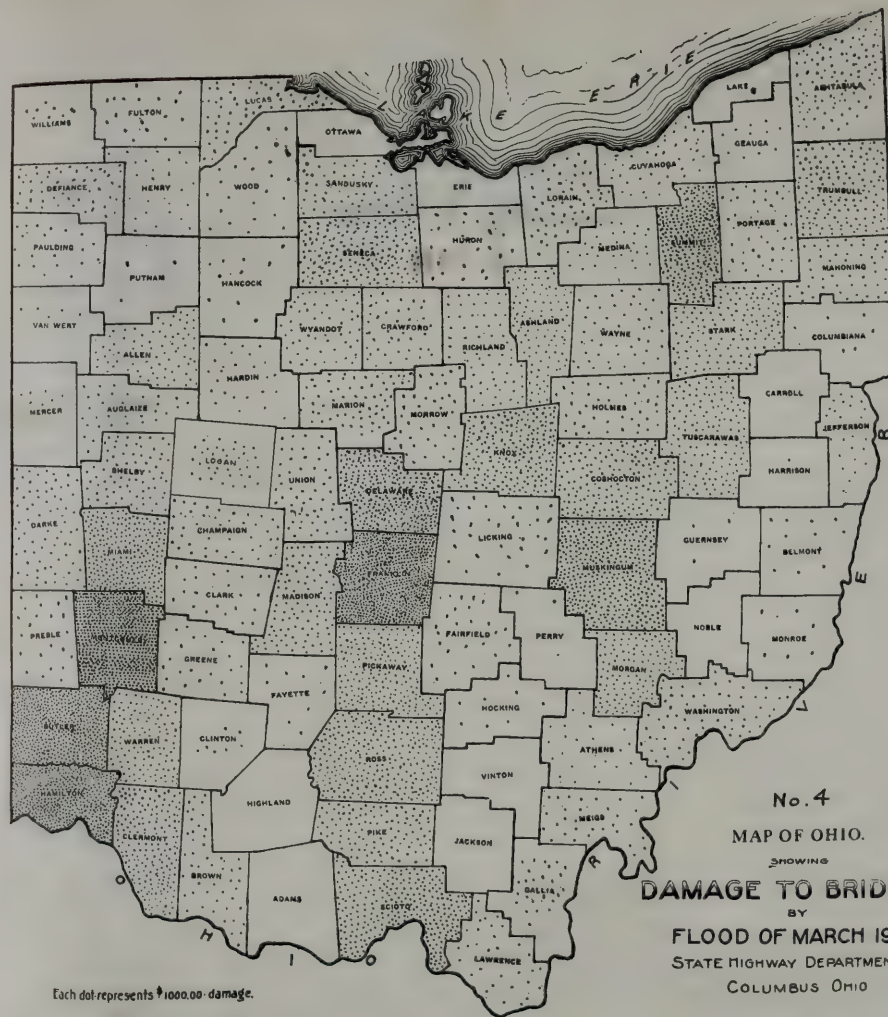 LAKE ERIE
WILLIAMS
FULTON
LUCAS
OTTAWA
LAKE
ASHTABULA
GEAUGA
CUYAHOGA
DEFIANCE
HENRY
WOOD
SANDUSKY
ERIE
LORAIN
SUMMIT
PORTAGE
TRUMBULL
PAULDING
PUTNAM
HANCOCK
SENECA
HURON
MEDINA
MAHONING
VAN WERT
ALLEN
WYANDOT
CRAWFORD
RICHLAND
ASHLAND
WAYNE
STARK
COLUMBIANA
MERCER
AUGLAIZE
HARDIN
MARION
MORROW
HOLMES
TUSCARAWAS
CARROLL
JEFFERSON
SHELBY
LOGAN
UNION
DELAWARE
KNOX
COSHOCTON
HARRISON
DARKE
MIAMI
CHAMPAIGN
FRANKLIN
LICKING
MUSKINGUM
GUERNSEY
BELMONT
CLARK
MADISON
PREBLE
MONTGOMERY
GREENE
PICKAWAY
FAIRFIELD
PERRY
MORGAN
NOBLE
MONROE
FAYETTE
HOCKING
WASHINGTON
BUTLER
WARREN
CLINTON
ROSS
VINTON
ATHENS
HAMILTON
CLERMONT
HIGHLAND
PIKE
JACKSON
MEIGS
BROWN
ADAMS
SCIOTO
GALLIA
LAWRENCE
OHIO RIVER
No. 4
MAP OF OHIO.
SHOWING
DAMAGE TO BRID
BY
FLOOD OF MARCH 19
STATE HIGHWAY DEPARTMEN
COLUMBUS OHIO
Each dot represents $1000.00 damage.